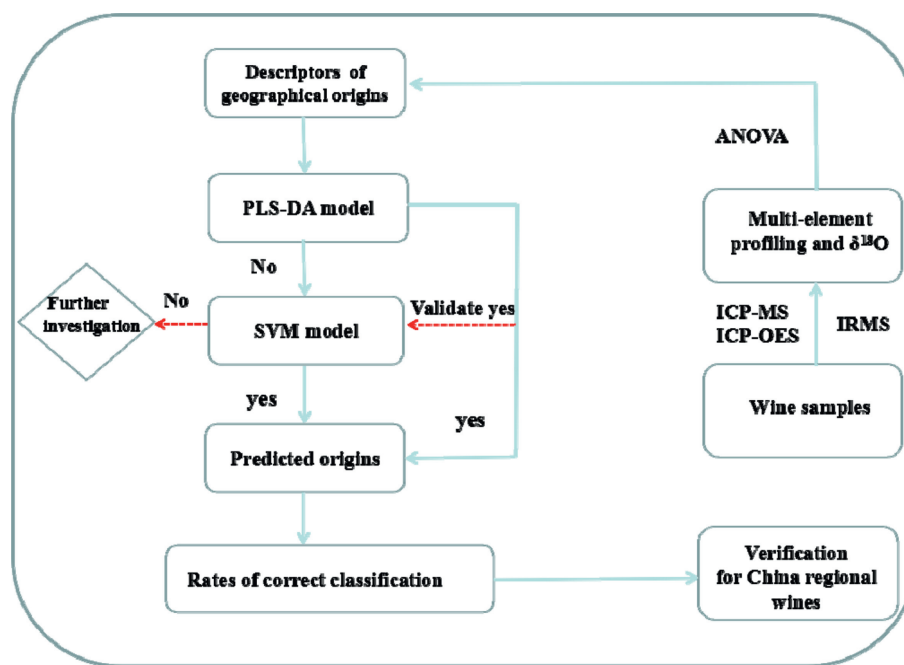 Descriptors of
geographical origins
ANOVA
PLS-DA model
Multi-element
profiling and δ¹⁸O
No
Further
investigation
No
SVM model
Validate yes
ICP-MS
ICP-OES
IRMS
yes
yes
Wine samples
Predicted origins
Rates of correct classification
Verification
for China regional
wines